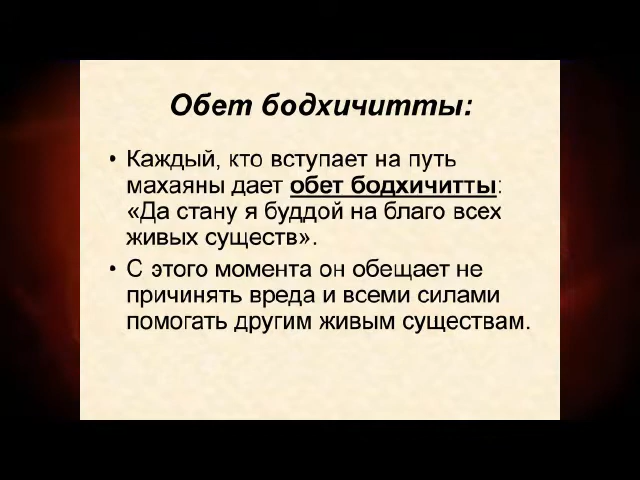 Обет бодхичитты:
• Каждый, кто вступает на путь
махаяны дает обет бодхичитты:
«Да стану я буддой на благо всех
живых существ».
• С этого момента он обещает не
причинять вреда и всеми силами
помогать другим живым существам.